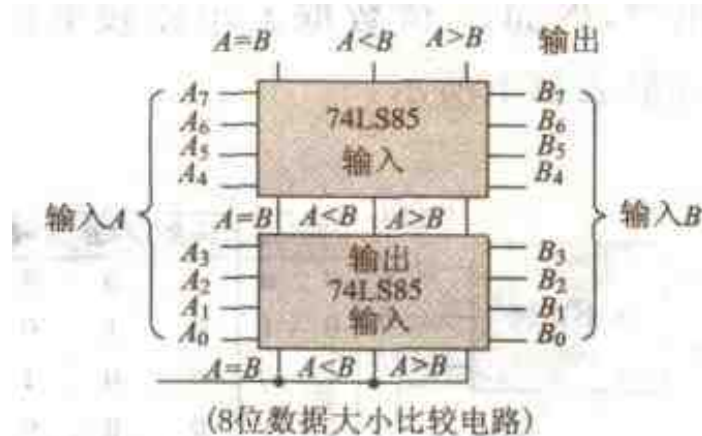 A=B A<B A>B 输出
A7 B7
A6 74LS85 B6
A5 输入 B5
A4 B4
输入A 输入B
A=B A<B A>B
A3 输出 B3
A2 74LS85 B2
A1 输入 B1
A0 B0
A=B A<B A>B
(8位数据大小比较电路)